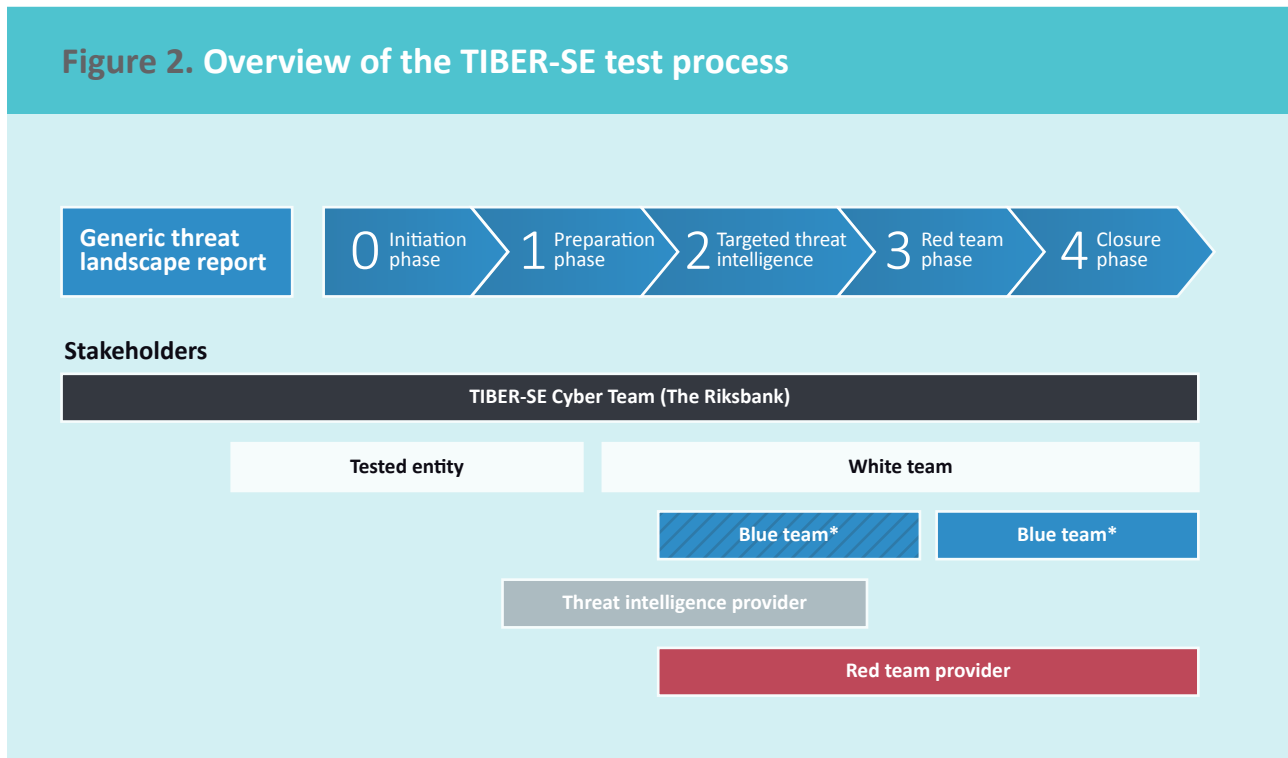 Figure 2. Overview of the TIBER-SE test process
Generic threat
landscape report
0 Initiation
phase
1 Preparation
phase
2 Targeted threat
intelligence
3 Red team
phase
4 Closure
phase
Stakeholders
TIBER-SE Cyber Team (The Riksbank)
Tested entity
White team
Blue team*
Blue team*
Threat intelligence provider
Red team provider